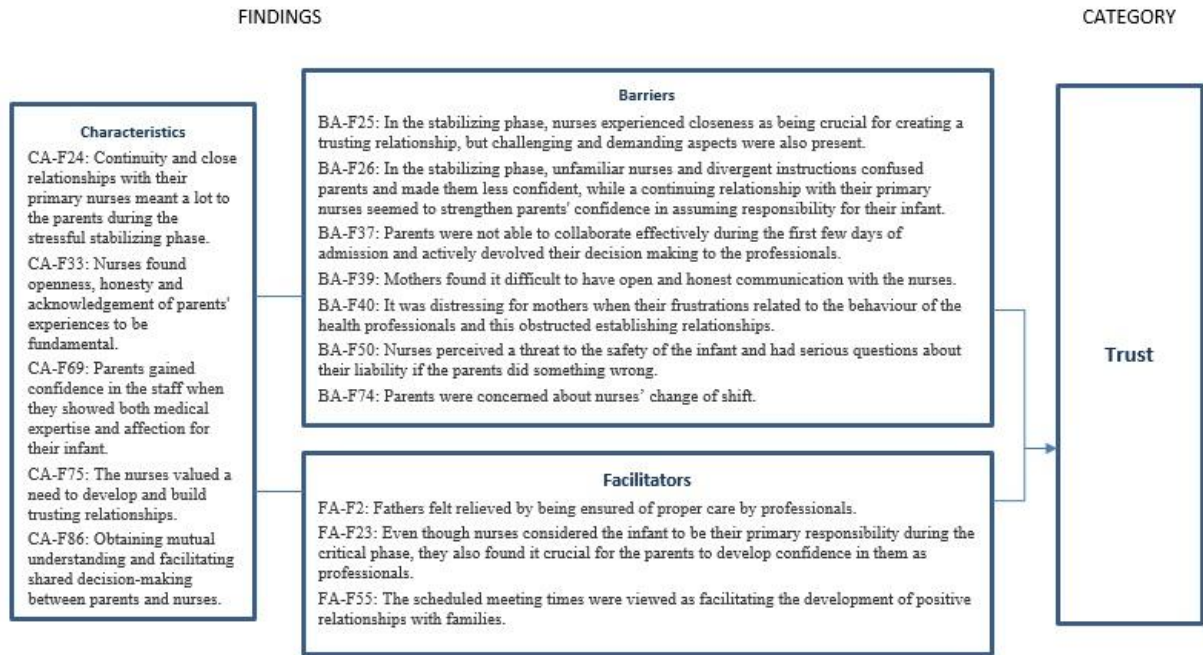 FINDINGS
CATEGORY
Characteristics
CA-F24: Continuity and close
relationships with their
primary nurses meant a lot to
the parents during the
stressful stabilizing phase.
CA-F33: Nurses found
openness, honesty and
acknowledgement of parents'
experiences to be
fundamental.
CA-F69: Parents gained
confidence in the staff when
they showed both medical
expertise and affection for
their infant.
CA-F75: The nurses valued a
need to develop and build
trusting relationships.
CA-F86: Obtaining mutual
understanding and facilitating
shared decision-making
between parents and nurses.
Barriers
BA-F25: In the stabilizing phase, nurses experienced closeness as being crucial for creating a
trusting relationship, but challenging and demanding aspects were also present.
BA-F26: In the stabilizing phase, unfamiliar nurses and divergent instructions confused
parents and made them less confident, while a continuing relationship with their primary
nurses seemed to strengthen parents' confidence in assuming responsibility for their infant.
BA-F37: Parents were not able to collaborate effectively during the first few days of
admission and actively devolved their decision making to the professionals.
BA-F39: Mothers found it difficult to have open and honest communication with the nurses.
BA-F40: It was distressing for mothers when their frustrations related to the behaviour of the
health professionals and this obstructed establishing relationships.
BA-F50: Nurses perceived a threat to the safety of the infant and had serious questions about
their liability if the parents did something wrong.
BA-F74: Parents were concerned about nurses’ change of shift.
Facilitators
FA-F2: Fathers felt relieved by being ensured of proper care by professionals.
FA-F23: Even though nurses considered the infant to be their primary responsibility during the
critical phase, they also found it crucial for the parents to develop confidence in them as
professionals.
FA-F55: The scheduled meeting times were viewed as facilitating the development of positive
relationships with families.
Trust